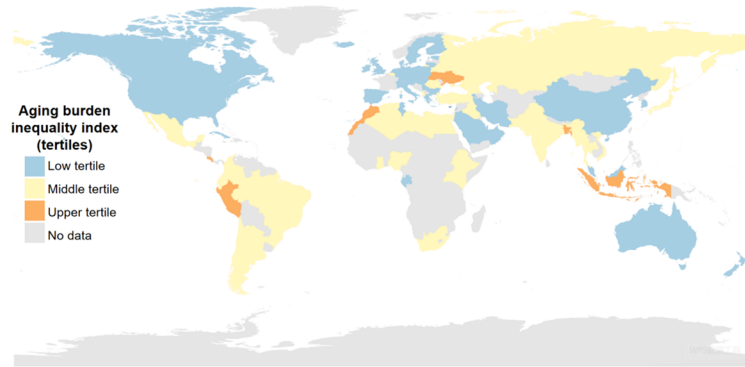 Aging burden
inequality index
(tertiles)
Low tertile
Middle tertile
Upper tertile
No data